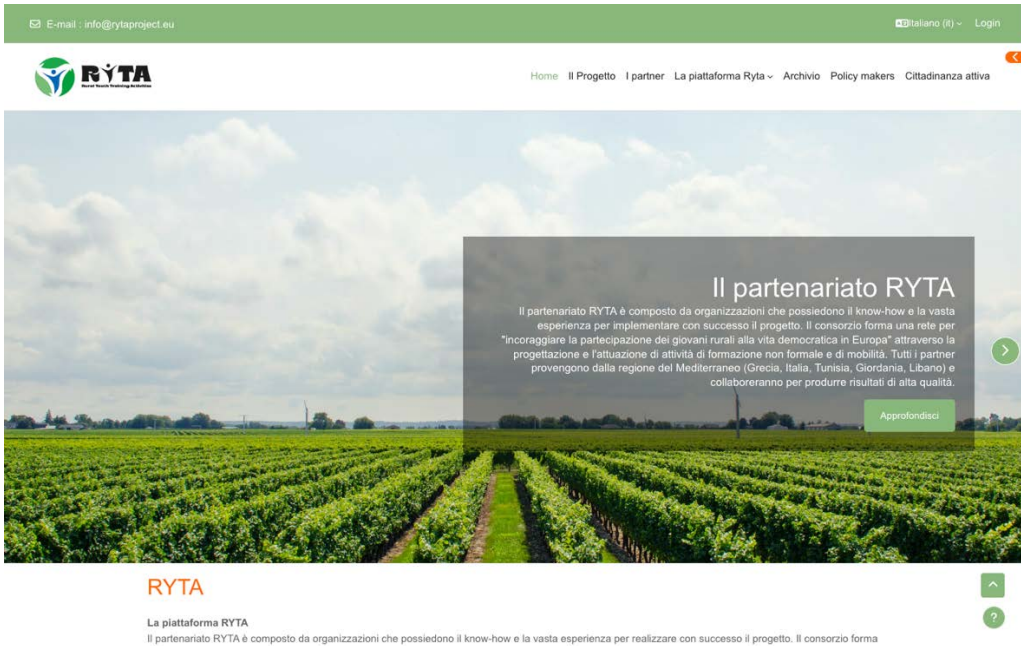 E-mail : info@rytaproject.eu
Italiano (it)
Login
RYTA
Rural Youth Training Activities
Home Il Progetto I partner La piattaforma Ryta Archivio Policy makers Cittadinanza attiva
Il partenariato RYTA
Il partenariato RYTA è composto da organizzazioni che possiedono il know-how e la vasta
esperienza per implementare con successo il progetto. Il consorzio forma una rete per
"incoraggiare la partecipazione dei giovani rurali alla vita democratica in Europa" attraverso la
progettazione e l'attuazione di attività di formazione non formale e di mobilità. Tutti i partner
provengono dalla regione del Mediterraneo (Grecia, Italia, Tunisia, Giordania, Libano) e
collaboreranno per produrre risultati di alta qualità.
Approfondisci
RYTA
La piattaforma RYTA
Il partenariato RYTA è composto da organizzazioni che possiedono il know-how e la vasta esperienza per realizzare con successo il progetto. Il consorzio forma
?